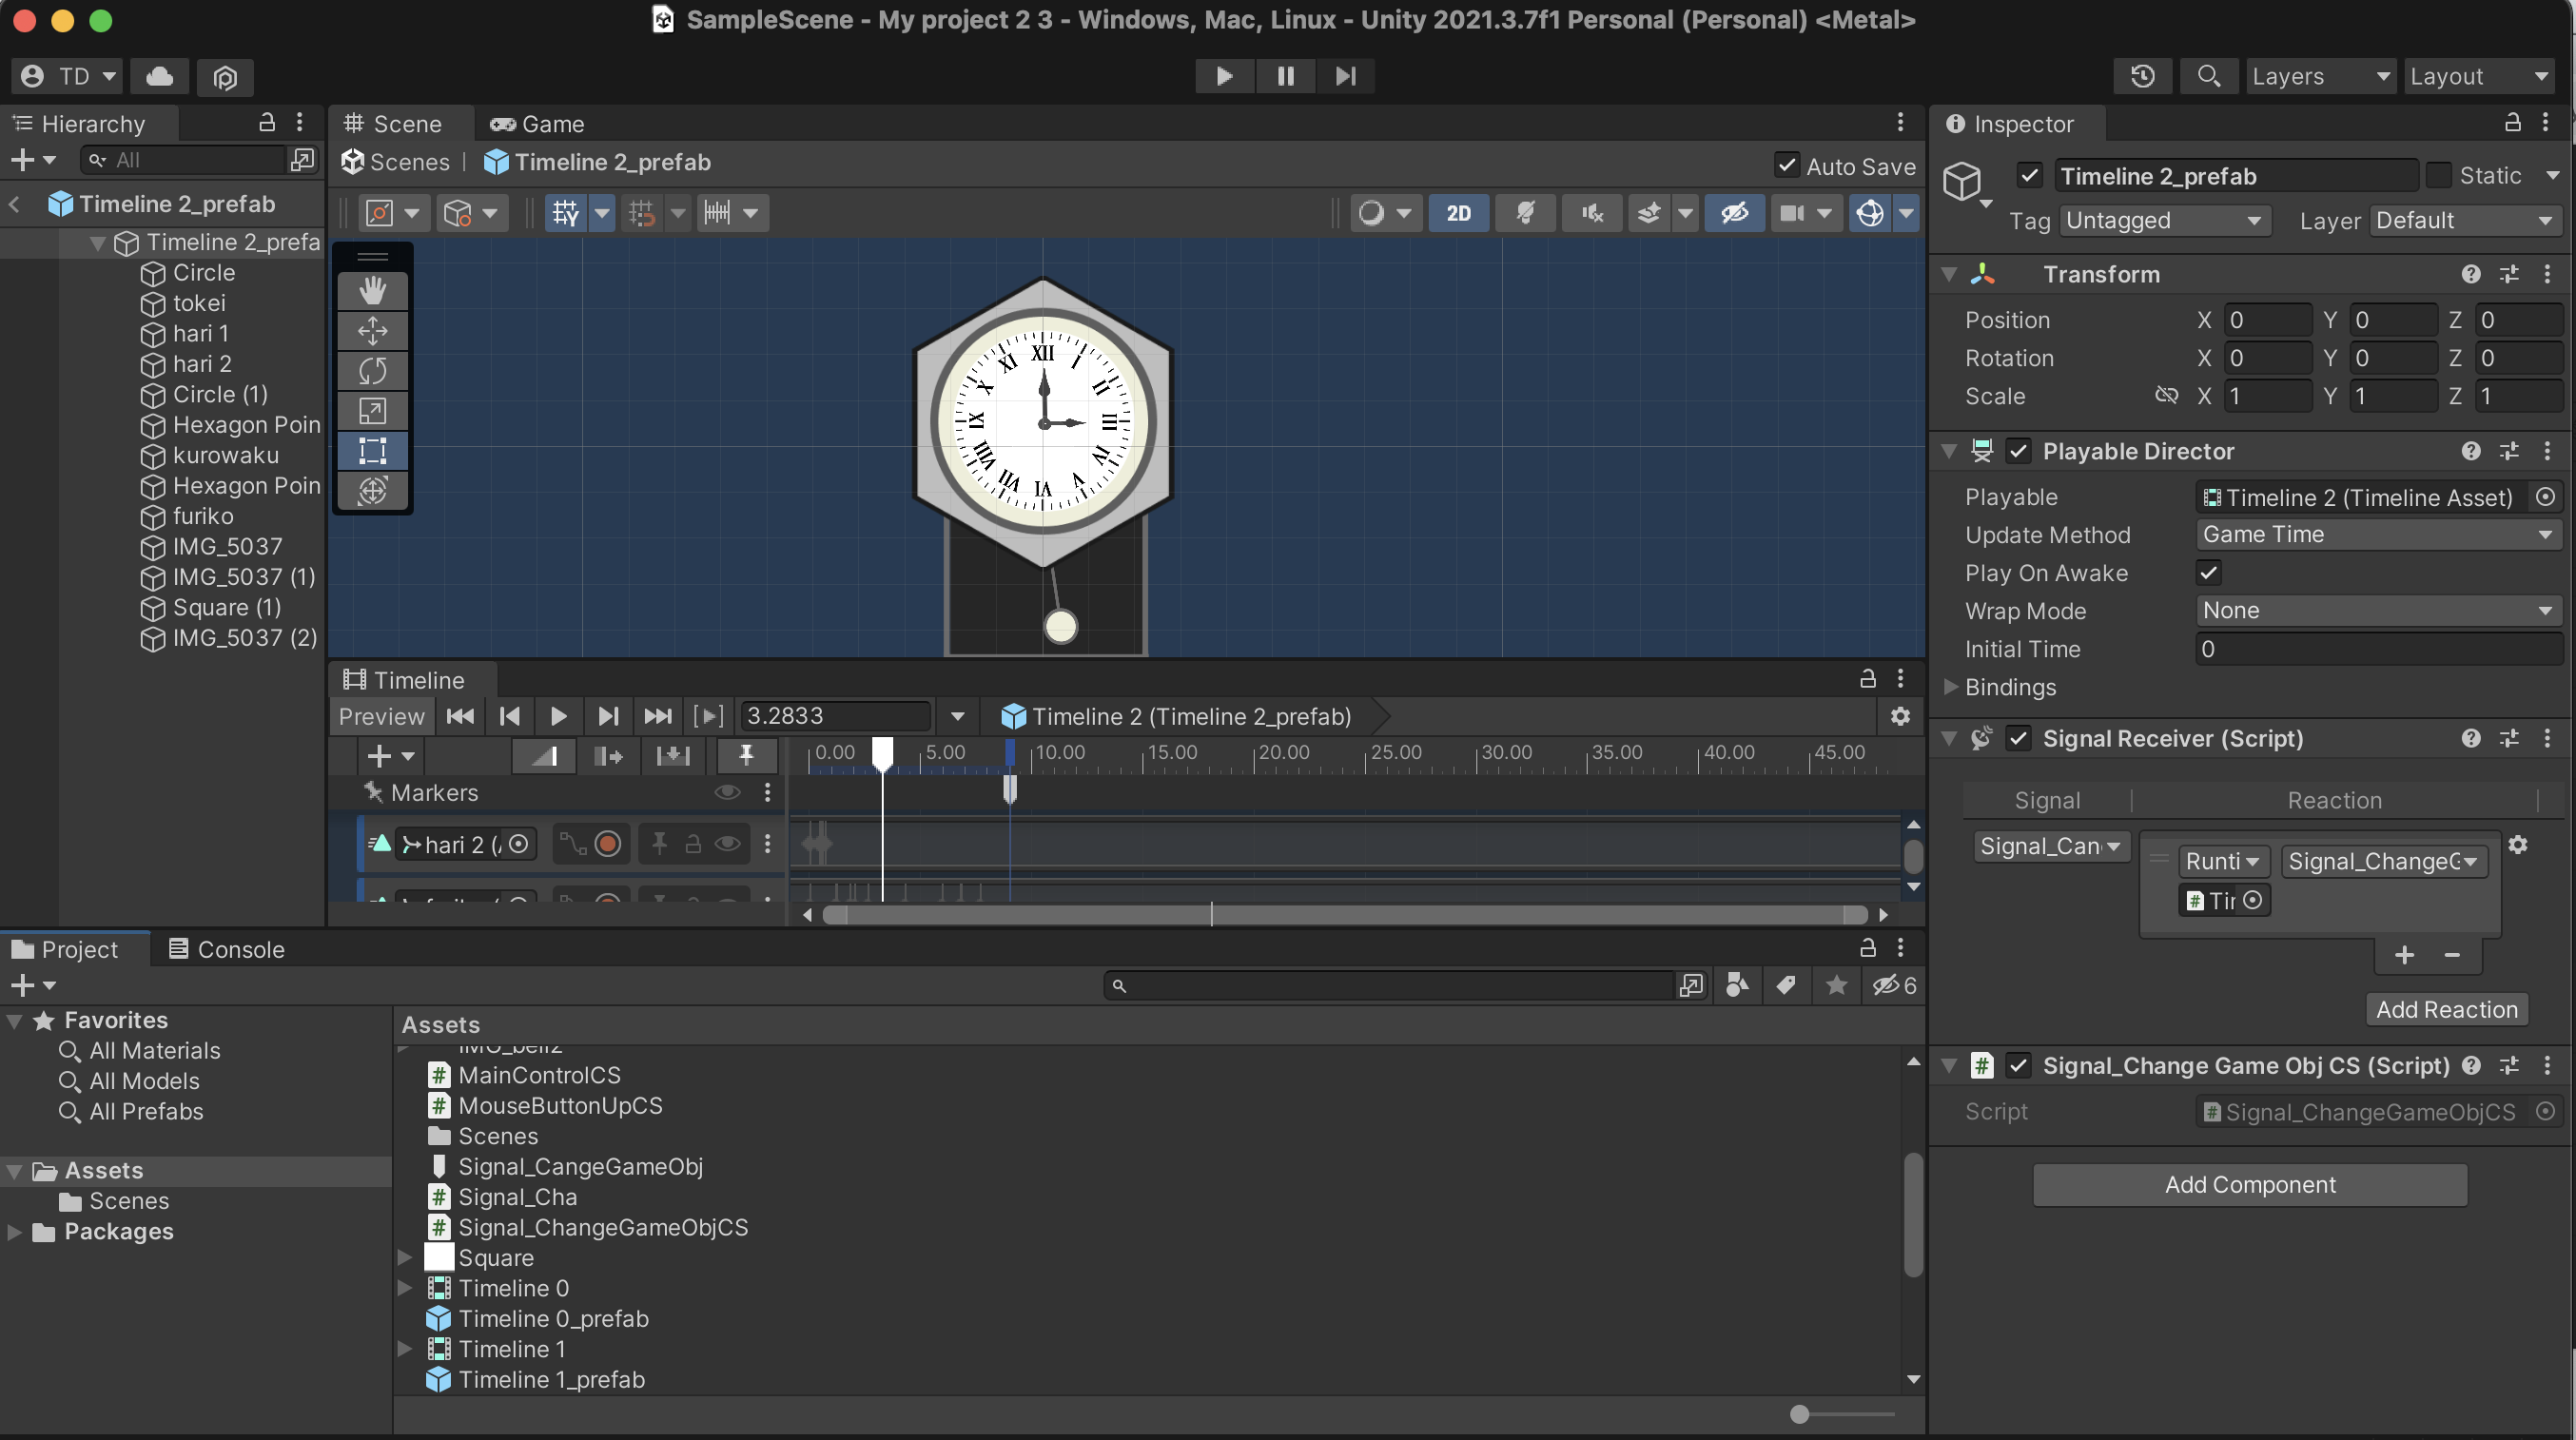 SampleScene - My project 2 3 - Windows, Mac, Linux - Unity 2021.3.7f1 Personal (Personal) <Metal>
TD
Layers
Layout
Hierarchy
All
Timeline 2_prefab
Timeline 2_prefa
Circle
tokei
hari 1
hari 2
Circle (1)
Hexagon Poin
kurowaku
Hexagon Poin
furiko
IMG_5037
IMG_5037 (1)
Square (1)
IMG_5037 (2)
Scene
Game
Scenes
Timeline 2_prefab
Auto Save
2D
XII
I
II
III
IV
V
VI
VII
VIII
IX
X
XI
Timeline
Preview
3.2833
Timeline 2 (Timeline 2_prefab)
0.00 5.00 10.00 15.00 20.00 25.00 30.00 35.00 40.00 45.00
Markers
hari 2 (
Project
Console
6
Favorites
All Materials
All Models
All Prefabs
Assets
Scenes
Packages
Assets
MainControlCS
MouseButtonUpCS
Scenes
Signal_CangeGameObj
Signal_Cha
Signal_ChangeGameObjCS
Square
Timeline 0
Timeline 0_prefab
Timeline 1
Timeline 1_prefab
Inspector
Timeline 2_prefab
Static
Tag Untagged Layer Default
Transform
Position X 0 Y 0 Z 0
Rotation X 0 Y 0 Z 0
Scale X 1 Y 1 Z 1
Playable Director
Playable Timeline 2 (Timeline Asset)
Update Method Game Time
Play On Awake
Wrap Mode None
Initial Time 0
Bindings
Signal Receiver (Script)
Signal Reaction
Signal_Can
Runti
Signal_ChangeG
Tir
Add Reaction
Signal_Change Game Obj CS (Script)
Script Signal_ChangeGameObjCS
Add Component